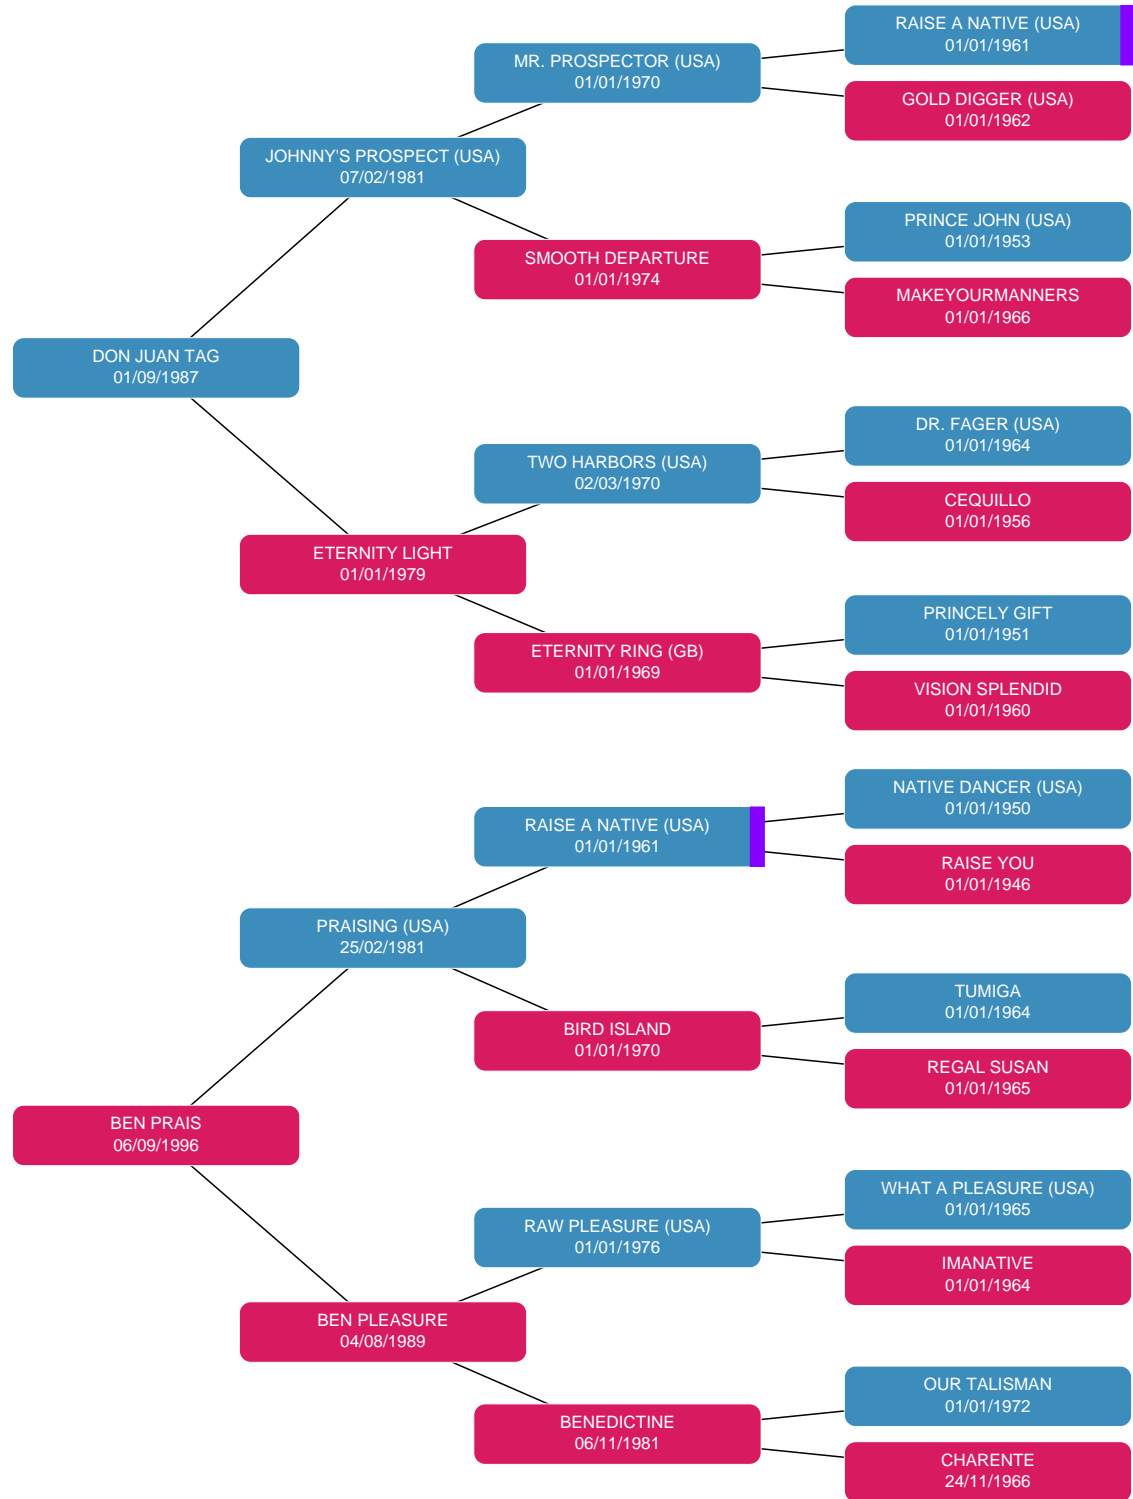 RAISE A NATIVE (USA)
01/01/1961
MR. PROSPECTOR (USA)
01/01/1970
GOLD DIGGER (USA)
01/01/1962
JOHNNY'S PROSPECT (USA)
07/02/1981
PRINCE JOHN (USA)
01/01/1953
SMOOTH DEPARTURE
01/01/1974
MAKEYOURMANNERS
01/01/1966
DON JUAN TAG
01/09/1987
DR. FAGER (USA)
01/01/1964
TWO HARBORS (USA)
02/03/1970
CEQUILLO
01/01/1956
ETERNITY LIGHT
01/01/1979
PRINCELY GIFT
01/01/1951
ETERNITY RING (GB)
01/01/1969
VISION SPLENDID
01/01/1960
NATIVE DANCER (USA)
01/01/1950
RAISE A NATIVE (USA)
01/01/1961
RAISE YOU
01/01/1946
PRAISING (USA)
25/02/1981
TUMIGA
01/01/1964
BIRD ISLAND
01/01/1970
REGAL SUSAN
01/01/1965
BEN PRAIS
06/09/1996
WHAT A PLEASURE (USA)
01/01/1965
RAW PLEASURE (USA)
01/01/1976
IMANATIVE
01/01/1964
BEN PLEASURE
04/08/1989
OUR TALISMAN
01/01/1972
BENEDICTINE
06/11/1981
CHARENTE
24/11/1966